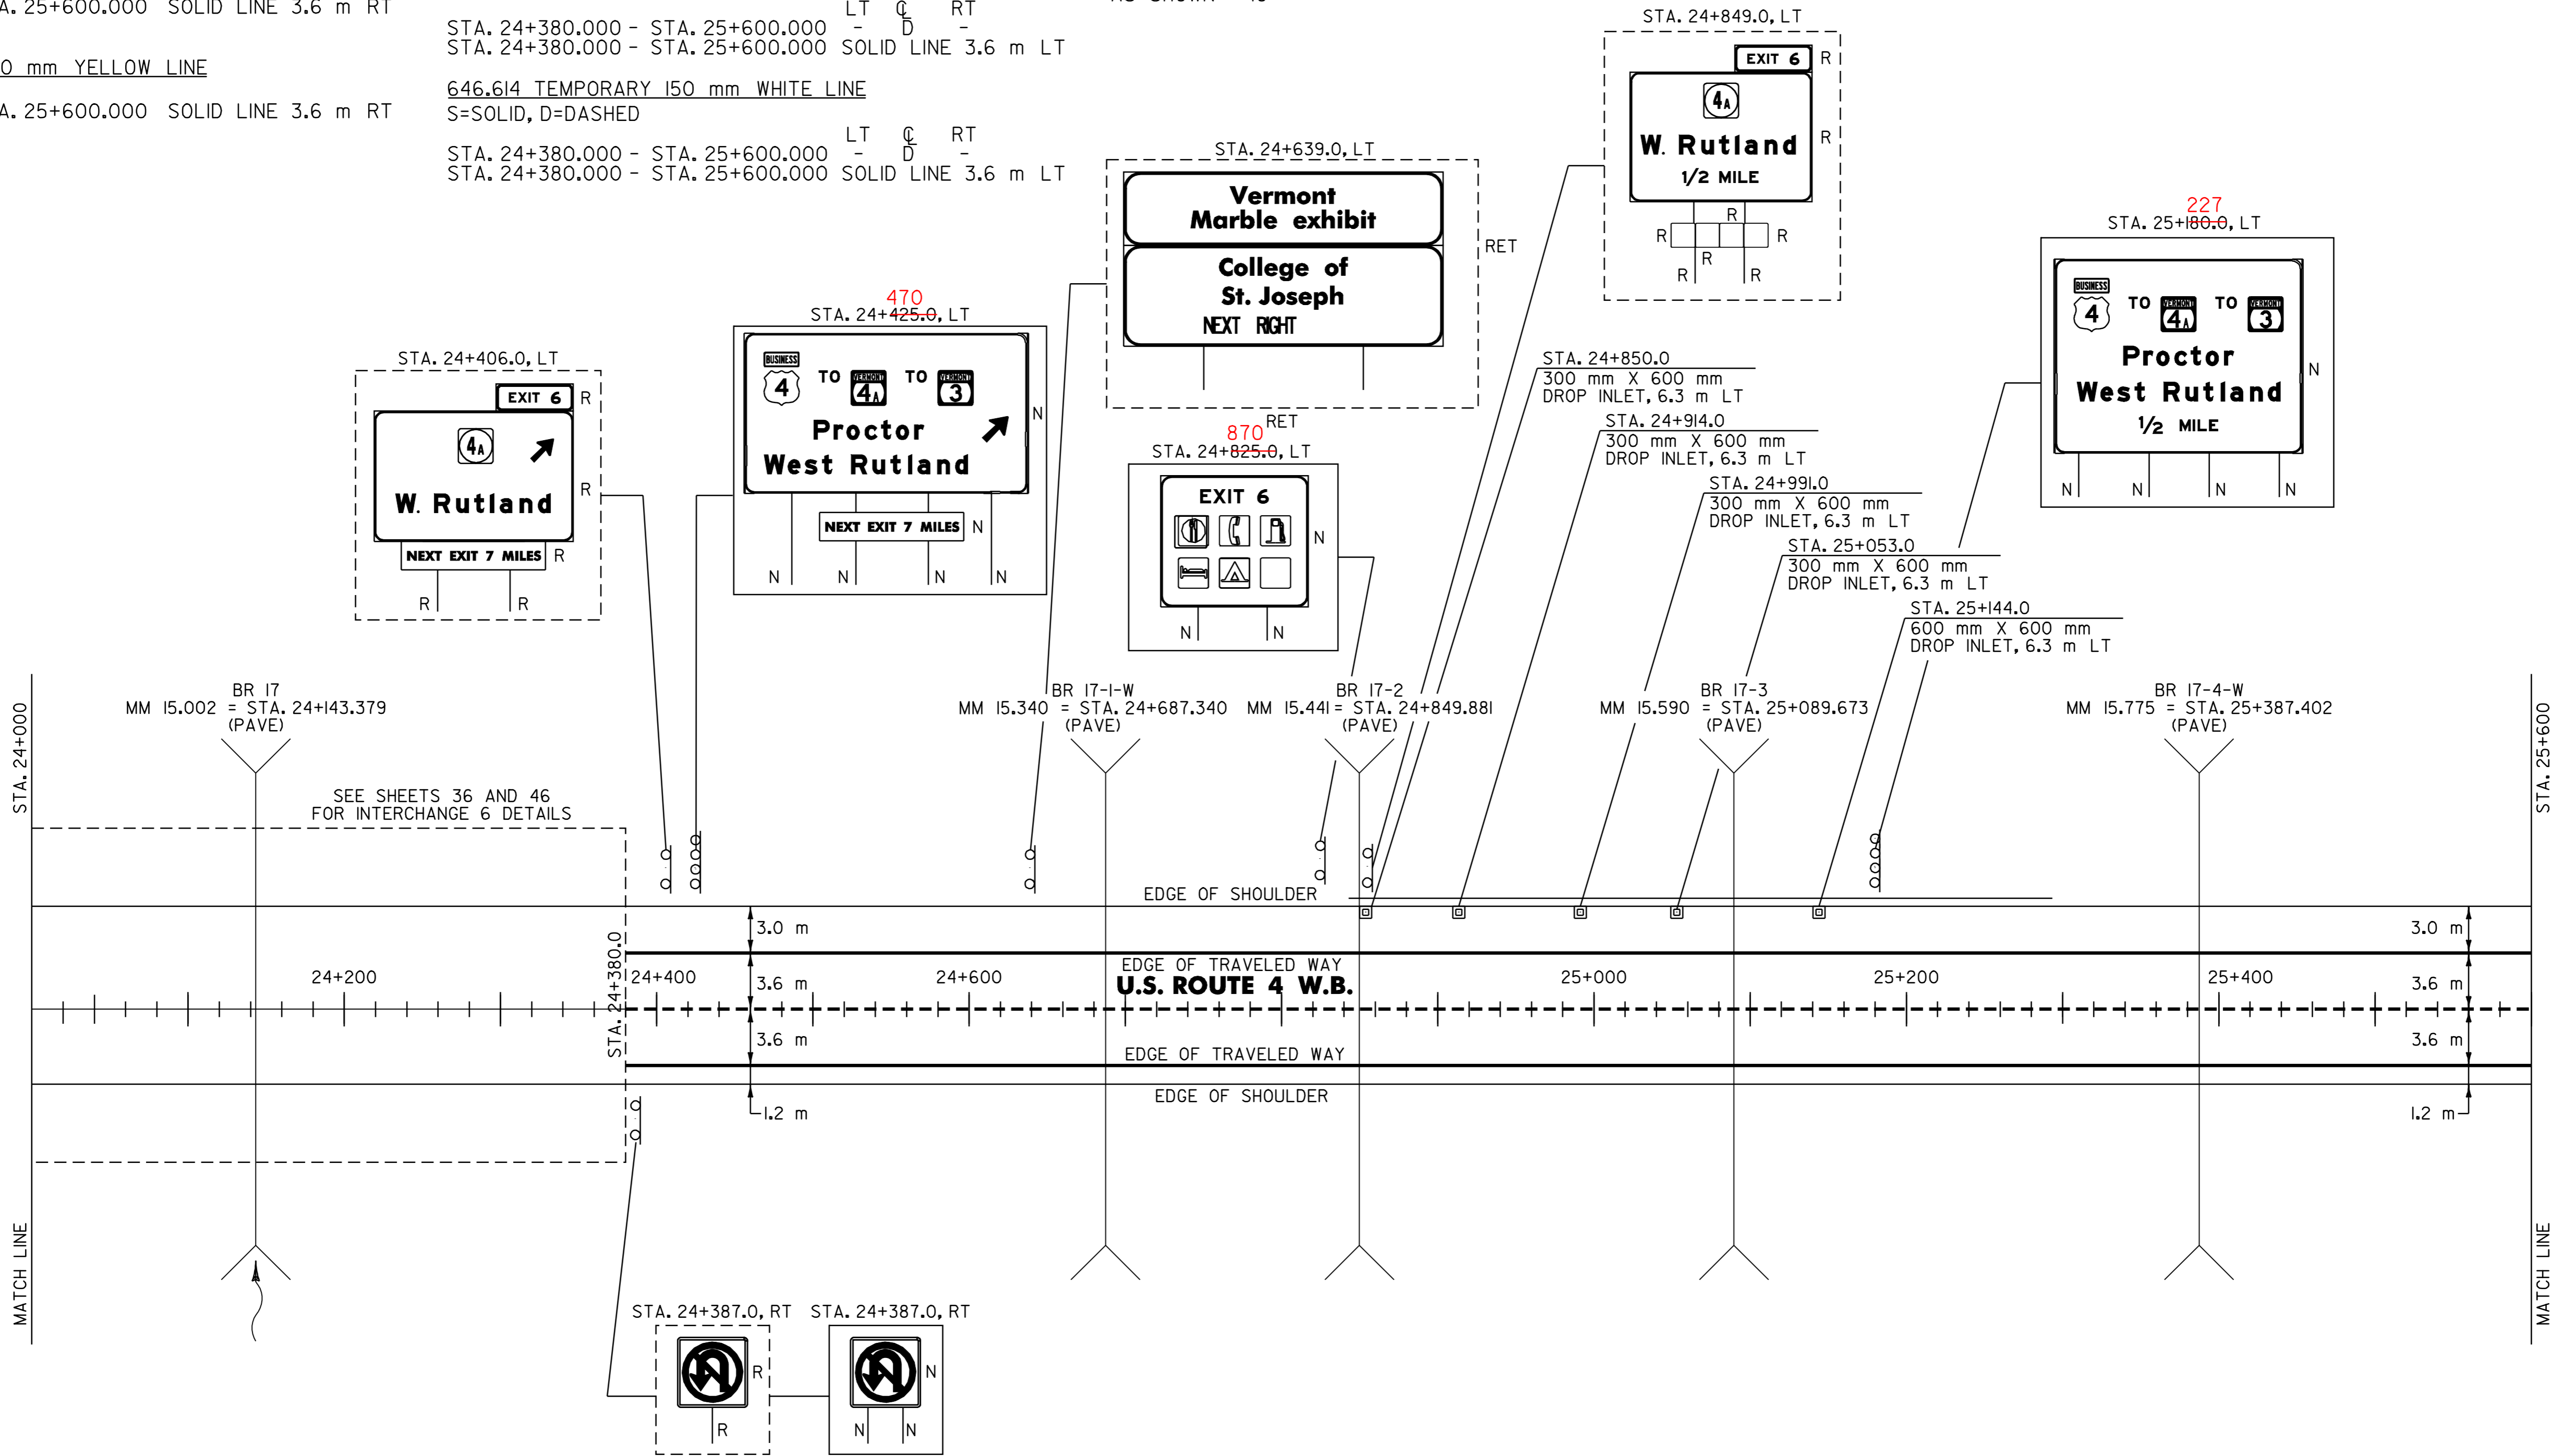 A. 25+600.000 SOLID LINE 3.6 m RT
0 mm YELLOW LINE
A. 25+600.000 SOLID LINE 3.6 m RT
LT ℄ RT
STA. 24+380.000 - STA. 25+600.000 - D -
STA. 24+380.000 - STA. 25+600.000 SOLID LINE 3.6 m LT
646.614 TEMPORARY 150 mm WHITE LINE
S=SOLID, D=DASHED
LT ℄ RT
STA. 24+380.000 - STA. 25+600.000 - D -
STA. 24+380.000 - STA. 25+600.000 SOLID LINE 3.6 m LT
STA. 24+406.0, LT
EXIT 6 R
4A
W. Rutland R
NEXT EXIT 7 MILES R
R R
470
STA. 24+425.0, LT
BUSINESS
4 TO VERMONT 4A TO VERMONT 3
N
Proctor
West Rutland
NEXT EXIT 7 MILES N
N N N N
STA. 24+639.0, LT
Vermont
Marble exhibit
RET
College of
St. Joseph
NEXT RIGHT
RET
870
STA. 24+825.0, LT
EXIT 6
N
N N
STA. 24+849.0, LT
EXIT 6 R
4A
W. Rutland R
1/2 MILE
R
R R
R
R R
227
STA. 25+180.0, LT
BUSINESS
4 TO VERMONT 4A TO VERMONT 3
Proctor
N
West Rutland
1/2 MILE
N N N N
STA. 24+850.0
300 mm X 600 mm
DROP INLET, 6.3 m LT
STA. 24+914.0
300 mm X 600 mm
DROP INLET, 6.3 m LT
STA. 24+991.0
300 mm X 600 mm
DROP INLET, 6.3 m LT
STA. 25+053.0
300 mm X 600 mm
DROP INLET, 6.3 m LT
STA. 25+144.0
600 mm X 600 mm
DROP INLET, 6.3 m LT
BR 17
MM 15.002 = STA. 24+143.379
(PAVE)
BR 17-1-W
MM 15.340 = STA. 24+687.340
(PAVE)
BR 17-2
MM 15.441 = STA. 24+849.881
(PAVE)
BR 17-3
MM 15.590 = STA. 25+089.673
(PAVE)
BR 17-4-W
MM 15.775 = STA. 25+387.402
(PAVE)
STA. 24+000
STA. 25+600
SEE SHEETS 36 AND 46
FOR INTERCHANGE 6 DETAILS
EDGE OF SHOULDER
3.0 m 3.0 m
STA. 24+380.0
EDGE OF TRAVELED WAY
24+200 24+400 24+600 25+000 25+200 25+400
U.S. ROUTE 4 W.B.
3.6 m 3.6 m
3.6 m 3.6 m
EDGE OF TRAVELED WAY
EDGE OF SHOULDER
1.2 m 1.2 m
MATCH LINE
MATCH LINE
STA. 24+387.0, RT STA. 24+387.0, RT
R N
R N N